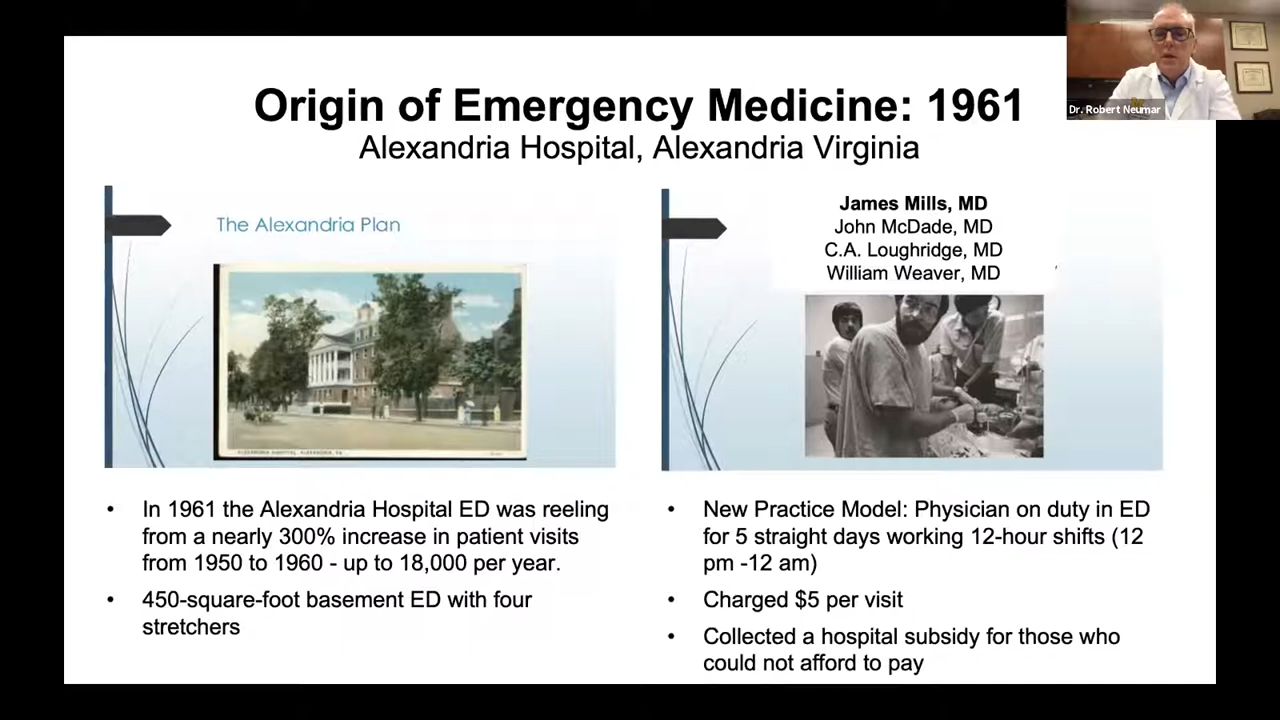 Dr. Robert Neumar
Origin of Emergency Medicine: 1961
Alexandria Hospital, Alexandria Virginia
The Alexandria Plan
ALEXANDRIA HOSPITAL, ALEXANDRIA, VA.
• In 1961 the Alexandria Hospital ED was reeling
from a nearly 300% increase in patient visits
from 1950 to 1960 - up to 18,000 per year.
• 450-square-foot basement ED with four
stretchers
James Mills, MD
John McDade, MD
C.A. Loughridge, MD
William Weaver, MD
• New Practice Model: Physician on duty in ED
for 5 straight days working 12-hour shifts (12
pm -12 am)
• Charged $5 per visit
• Collected a hospital subsidy for those who
could not afford to pay